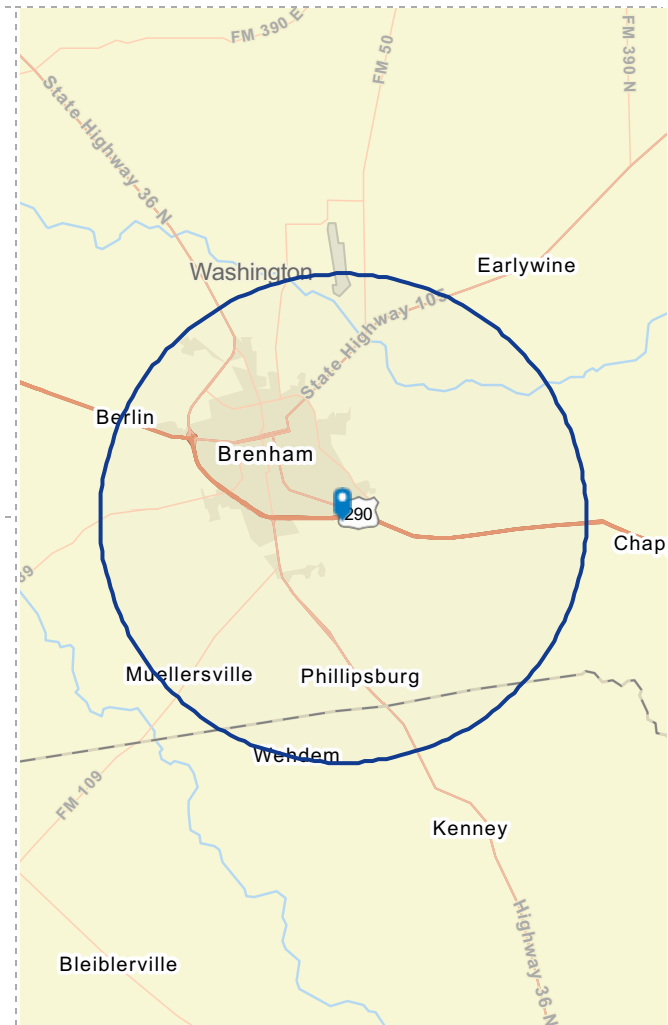 FM 390 E
FM 50
FM 390 N
State Highway 36 N
Washington
Earlywine
State Highway 105
Berlin
Brenham
290
Chap
39
Muellersville
Phillipsburg
Wehdem
FM 109
Kenney
Highway 36 N
Bleiblerville